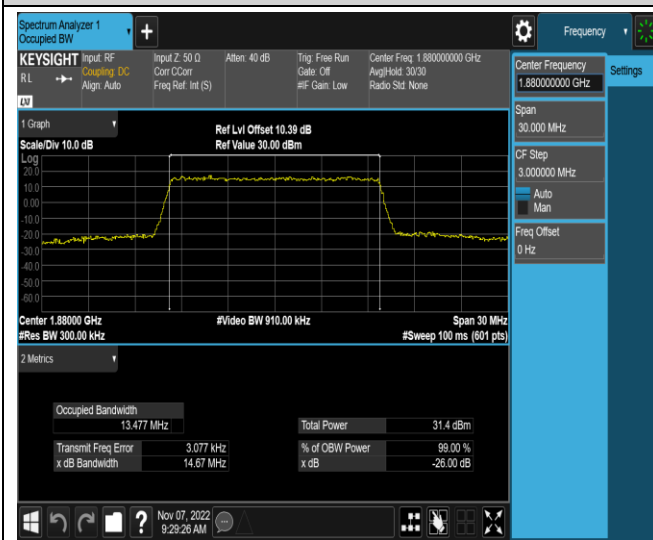 Spectrum Analyzer 1
Occupied BW
+
Frequency
KEYSIGHT
RL
LXI
Input: RF
Coupling: DC
Align: Auto
Input Z: 50 Ω
Corr CCorr
Freq Ref: Int (S)
Atten: 40 dB
Trig: Free Run
Gate: Off
#IF Gain: Low
Center Freq: 1.880000000 GHz
Avg|Hold: 30/30
Radio Std: None
Center Frequency
1.880000000 GHz
Settings
Span
30.000 MHz
CF Step
3.000000 MHz
Auto
Man
Freq Offset
0 Hz
1 Graph
Scale/Div 10.0 dB
Ref Lvl Offset 10.39 dB
Ref Value 30.00 dBm
Log
20.0
10.0
0.00
-10.0
-20.0
-30.0
-40.0
-50.0
-60.0
Center 1.88000 GHz
#Video BW 910.00 kHz
Span 30 MHz
#Res BW 300.00 kHz
#Sweep 100 ms (601 pts)
2 Metrics
Occupied Bandwidth
13.477 MHz
Total Power 31.4 dBm
Transmit Freq Error 3.077 kHz
% of OBW Power 99.00 %
x dB Bandwidth 14.67 MHz
x dB -26.00 dB
?
Nov 07, 2022
9:29:26 AM